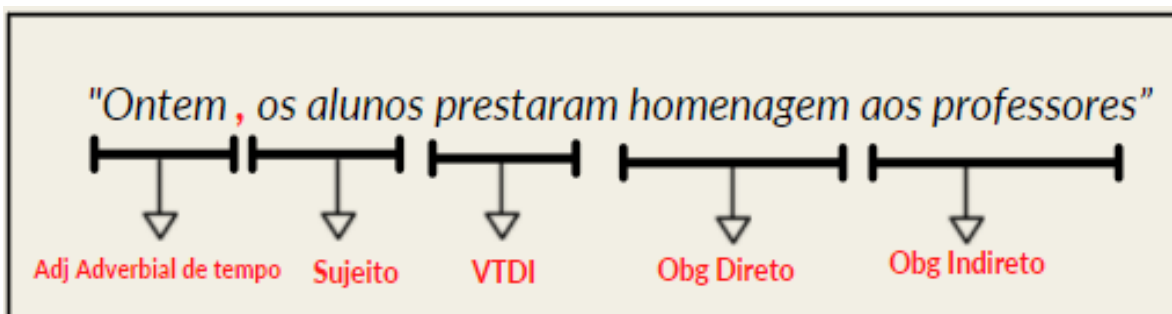 "Ontem , os alunos prestaram homenagem aos professores”
Adj Adverbial de tempo Sujeito VTDI Obg Direto Obg Indireto